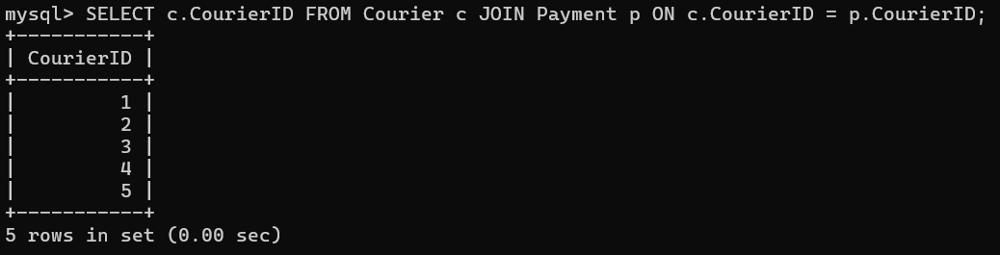 mysql> SELECT c.CourierID FROM Courier c JOIN Payment p ON c.CourierID = p.CourierID;
+-----------+
| CourierID |
+-----------+
|         1 |
|         2 |
|         3 |
|         4 |
|         5 |
+-----------+
5 rows in set (0.00 sec)